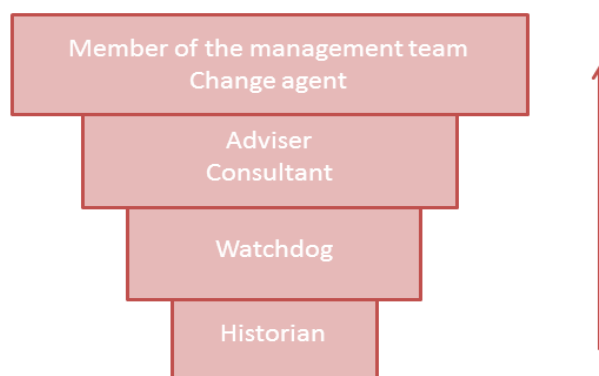 Member of the management team
Change agent
Adviser
Consultant
Watchdog
Historian